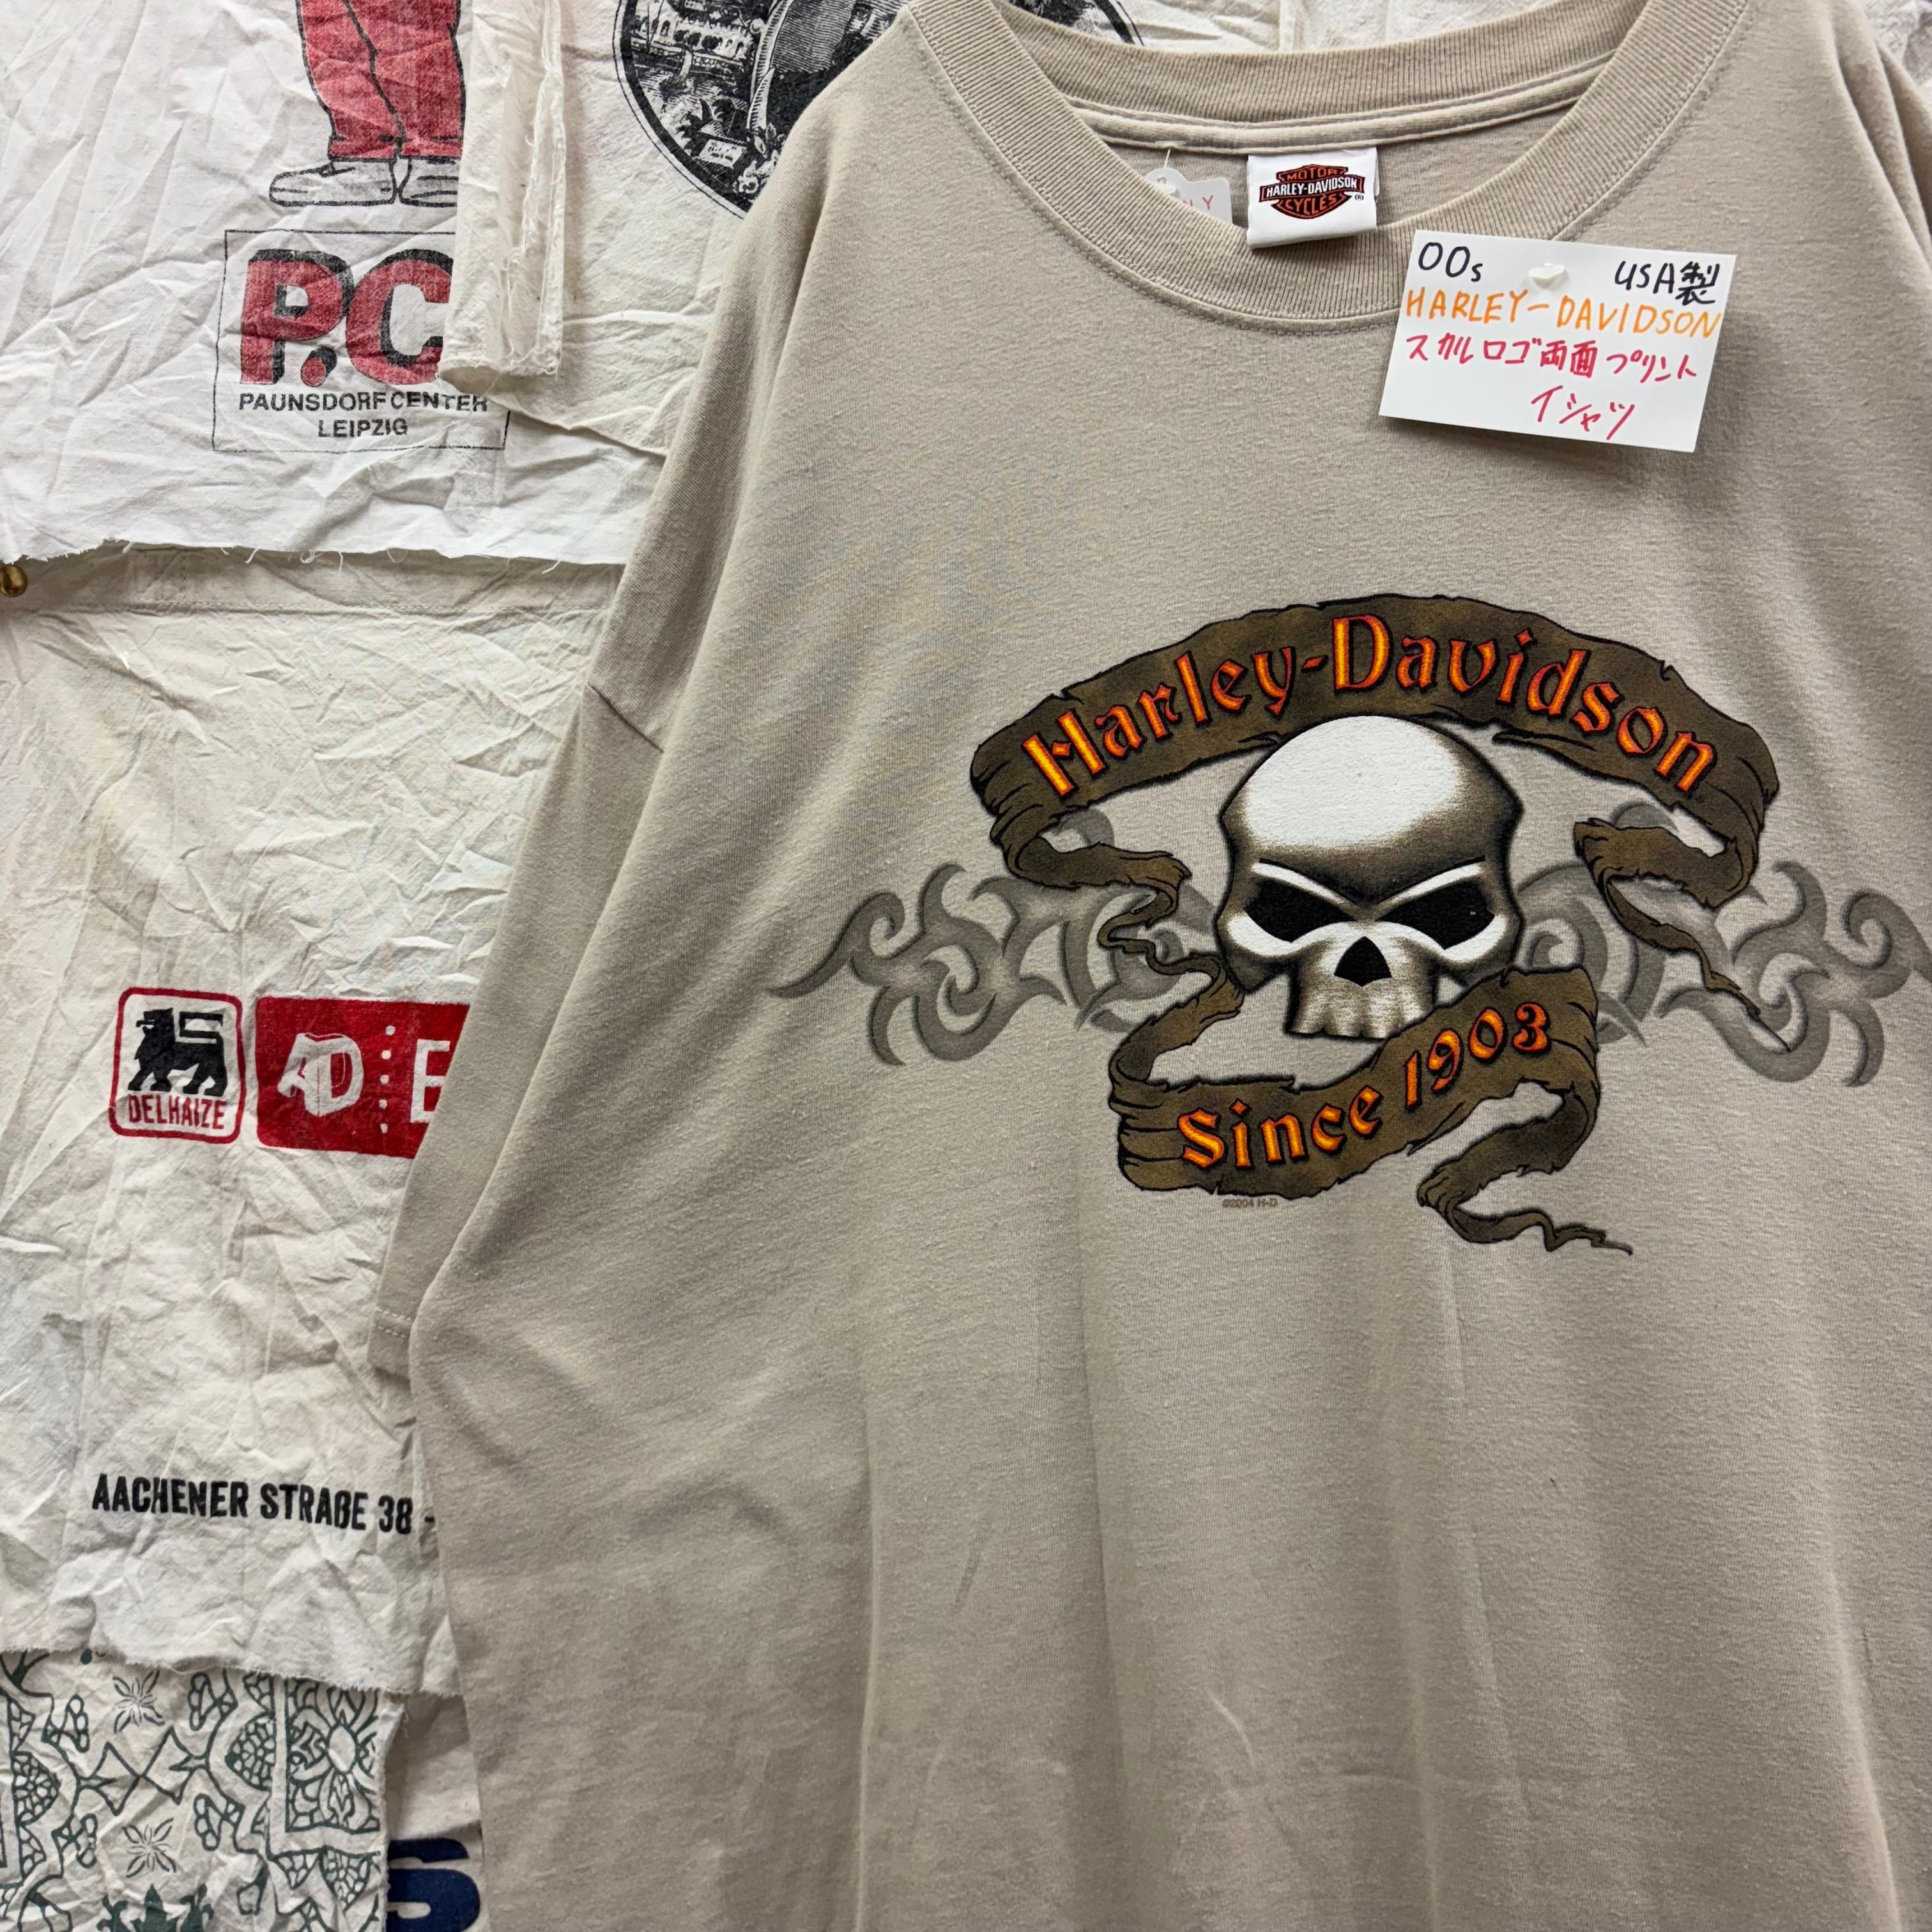 P.C
PAUNSDORF CENTER
LEIPZIG
MOTOR
HARLEY-DAVIDSON
CYCLES
00s USA製
HARLEY-DAVIDSON
スカルロゴ両面プリント
Tシャツ
Harley-Davidson
Since 1903
©2004 H-D
DELHAIZE
AD E
AACHENER STRAßE 38 -
S